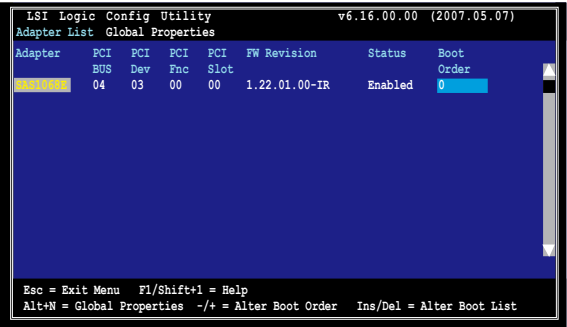 LSI Logic Config Utility v6.16.00.00 (2007.05.07)
Adapter List Global Properties
Adapter PCI PCI PCI PCI FW Revision Status Boot
BUS Dev Fnc Slot Order
SAS1068E 04 03 00 00 1.22.01.00-IR Enabled 0
Esc = Exit Menu F1/Shift+1 = Help
Alt+N = Global Properties -/+ = Alter Boot Order Ins/Del = Alter Boot List